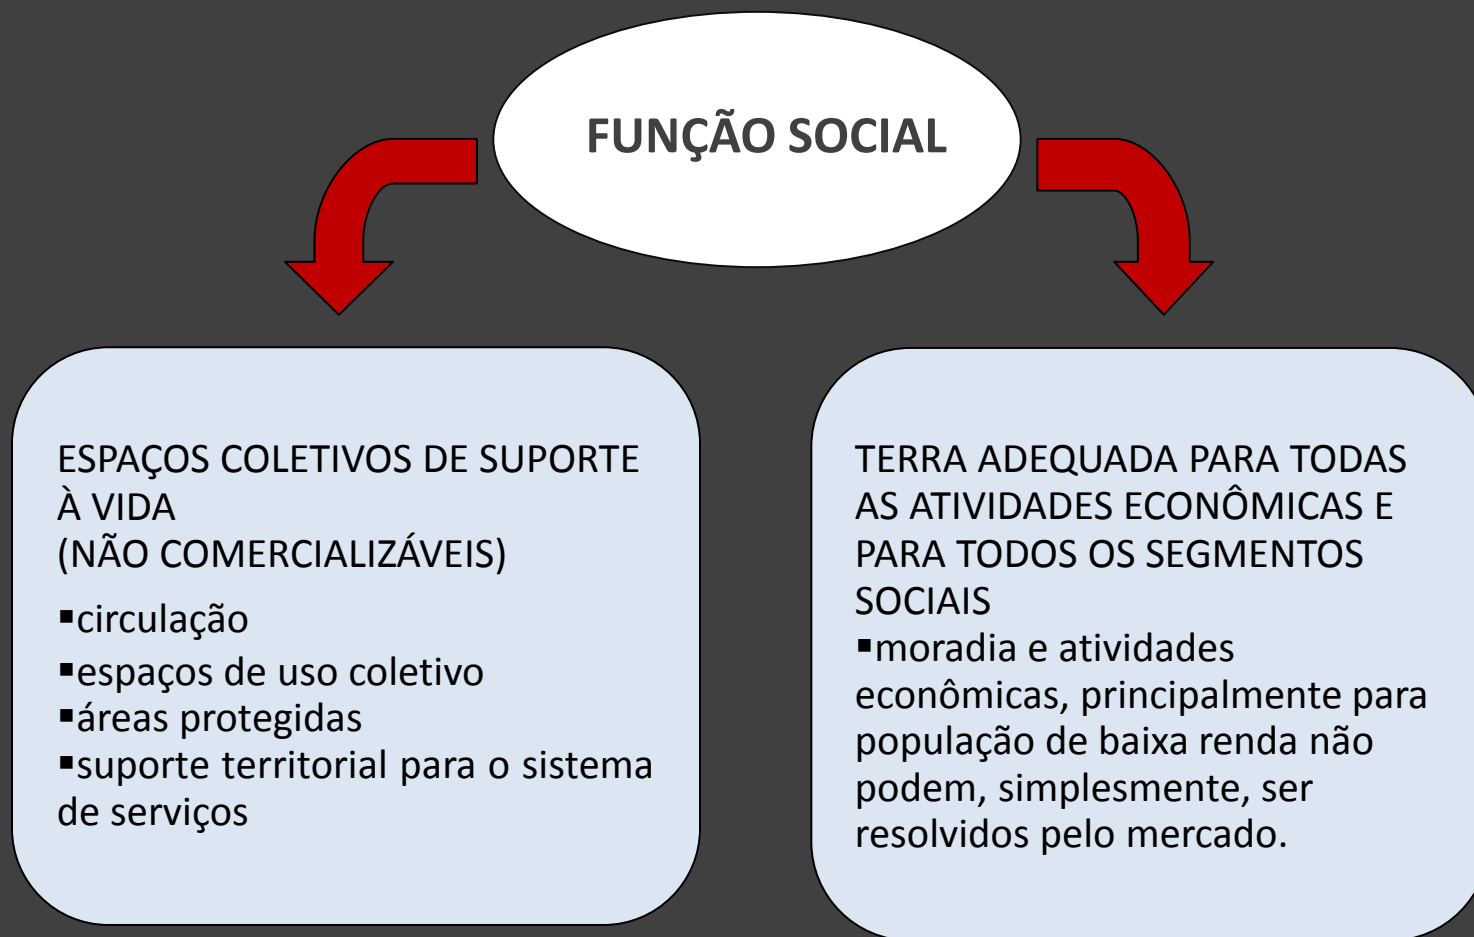 FUNÇÃO SOCIAL
ESPAÇOS COLETIVOS DE SUPORTE
À VIDA
(NÃO COMERCIALIZÁVEIS)
▪circulação
▪espaços de uso coletivo
▪áreas protegidas
▪suporte territorial para o sistema
de serviços
TERRA ADEQUADA PARA TODAS
AS ATIVIDADES ECONÔMICAS E
PARA TODOS OS SEGMENTOS
SOCIAIS
▪moradia e atividades
econômicas, principalmente para
população de baixa renda não
podem, simplesmente, ser
resolvidos pelo mercado.